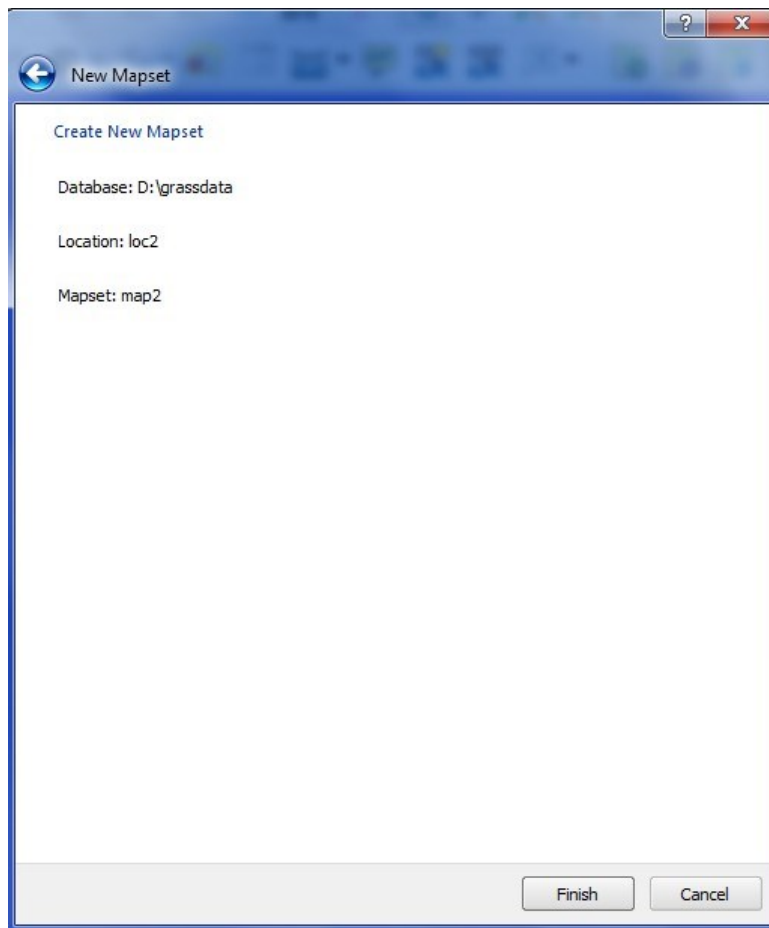 ?
New Mapset
Create New Mapset
Database: D:\grassdata
Location: loc2
Mapset: map2
Finish Cancel